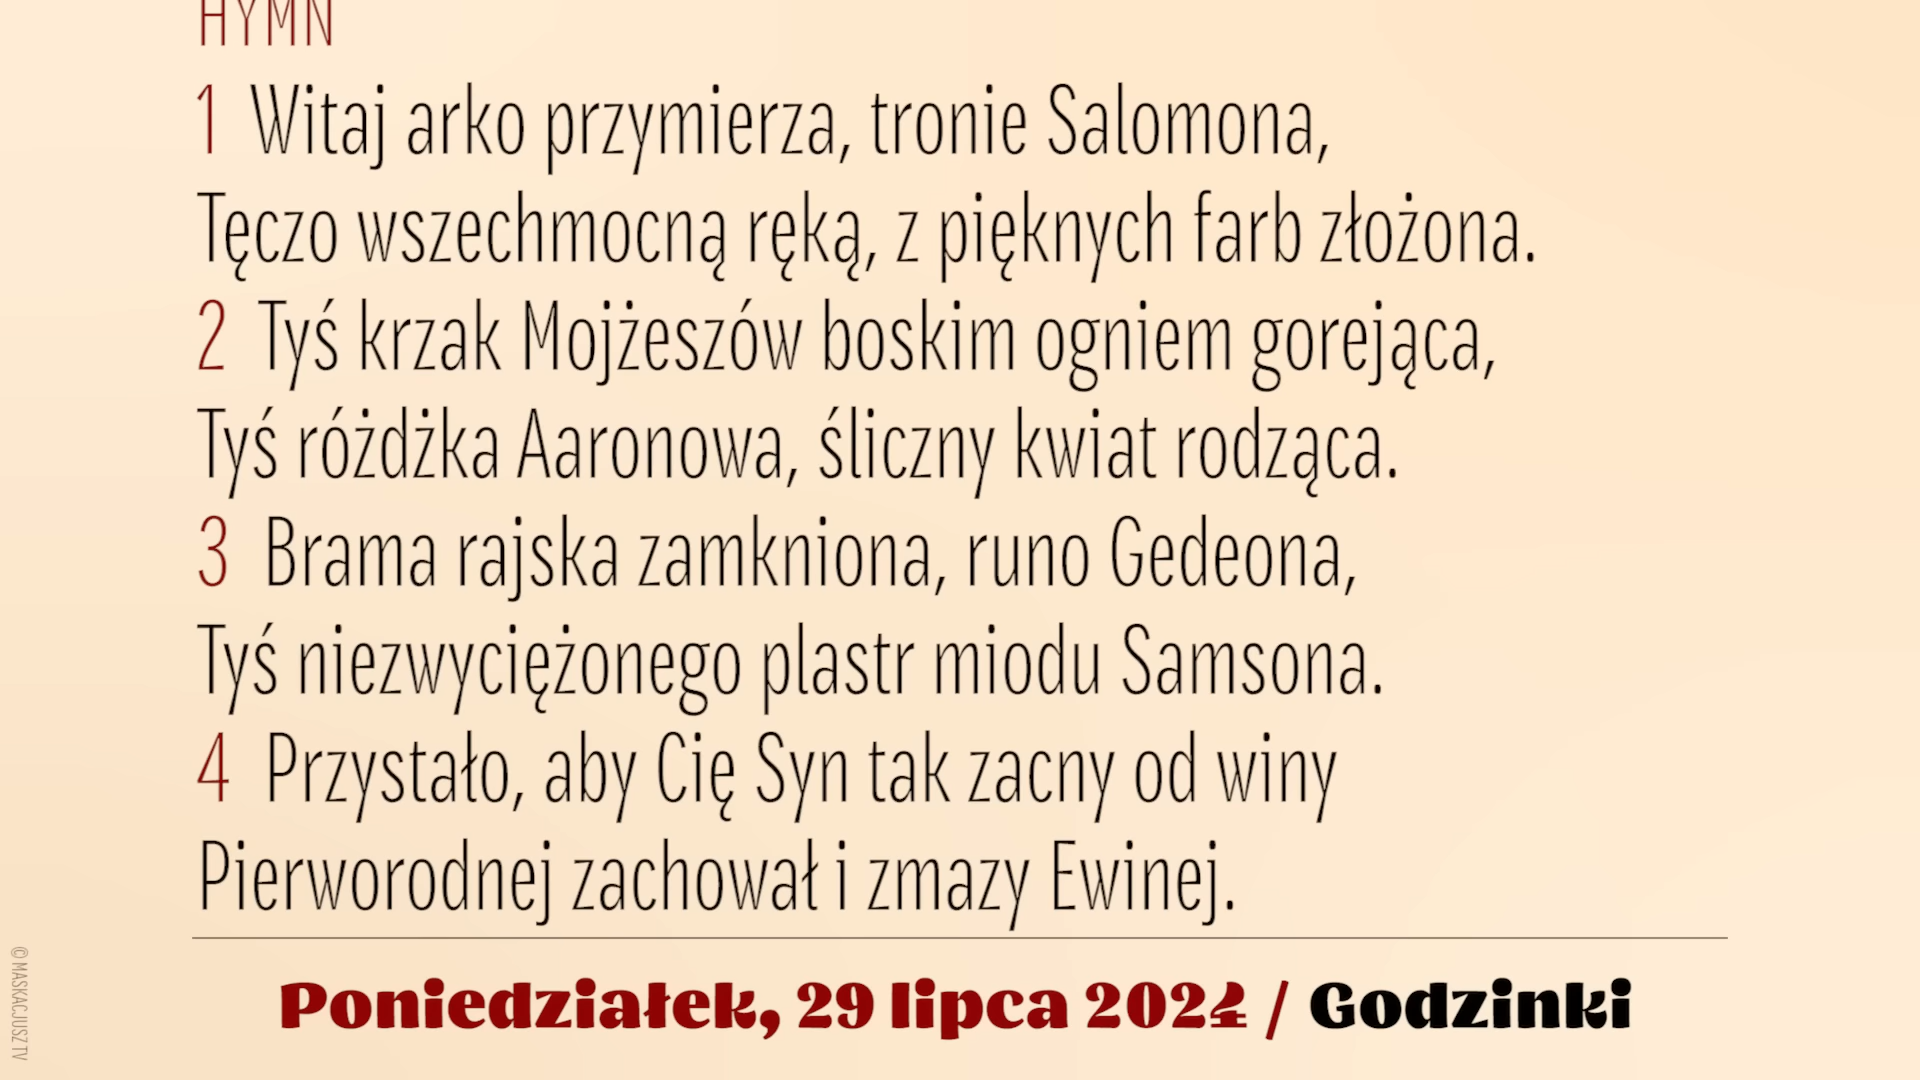 HYMN
1 Witaj arko przymierza, tronie Salomona,
Tęczo wszechmocną ręką, z pięknych farb złożona.
2 Tyś krzak Mojżeszów boskim ogniem gorejąca,
Tyś różdżka Aaronowa, śliczny kwiat rodząca.
3 Brama rajska zamkniona, runo Gedeona,
Tyś niezwyciężonego plastr miodu Samsona.
4 Przystało, aby Cię Syn tak zacny od winy
Pierworodnej zachował i zmazy Ewinej.
Poniedziałek, 29 lipca 2024 / Godzinki
© MASKACJUSZ TV